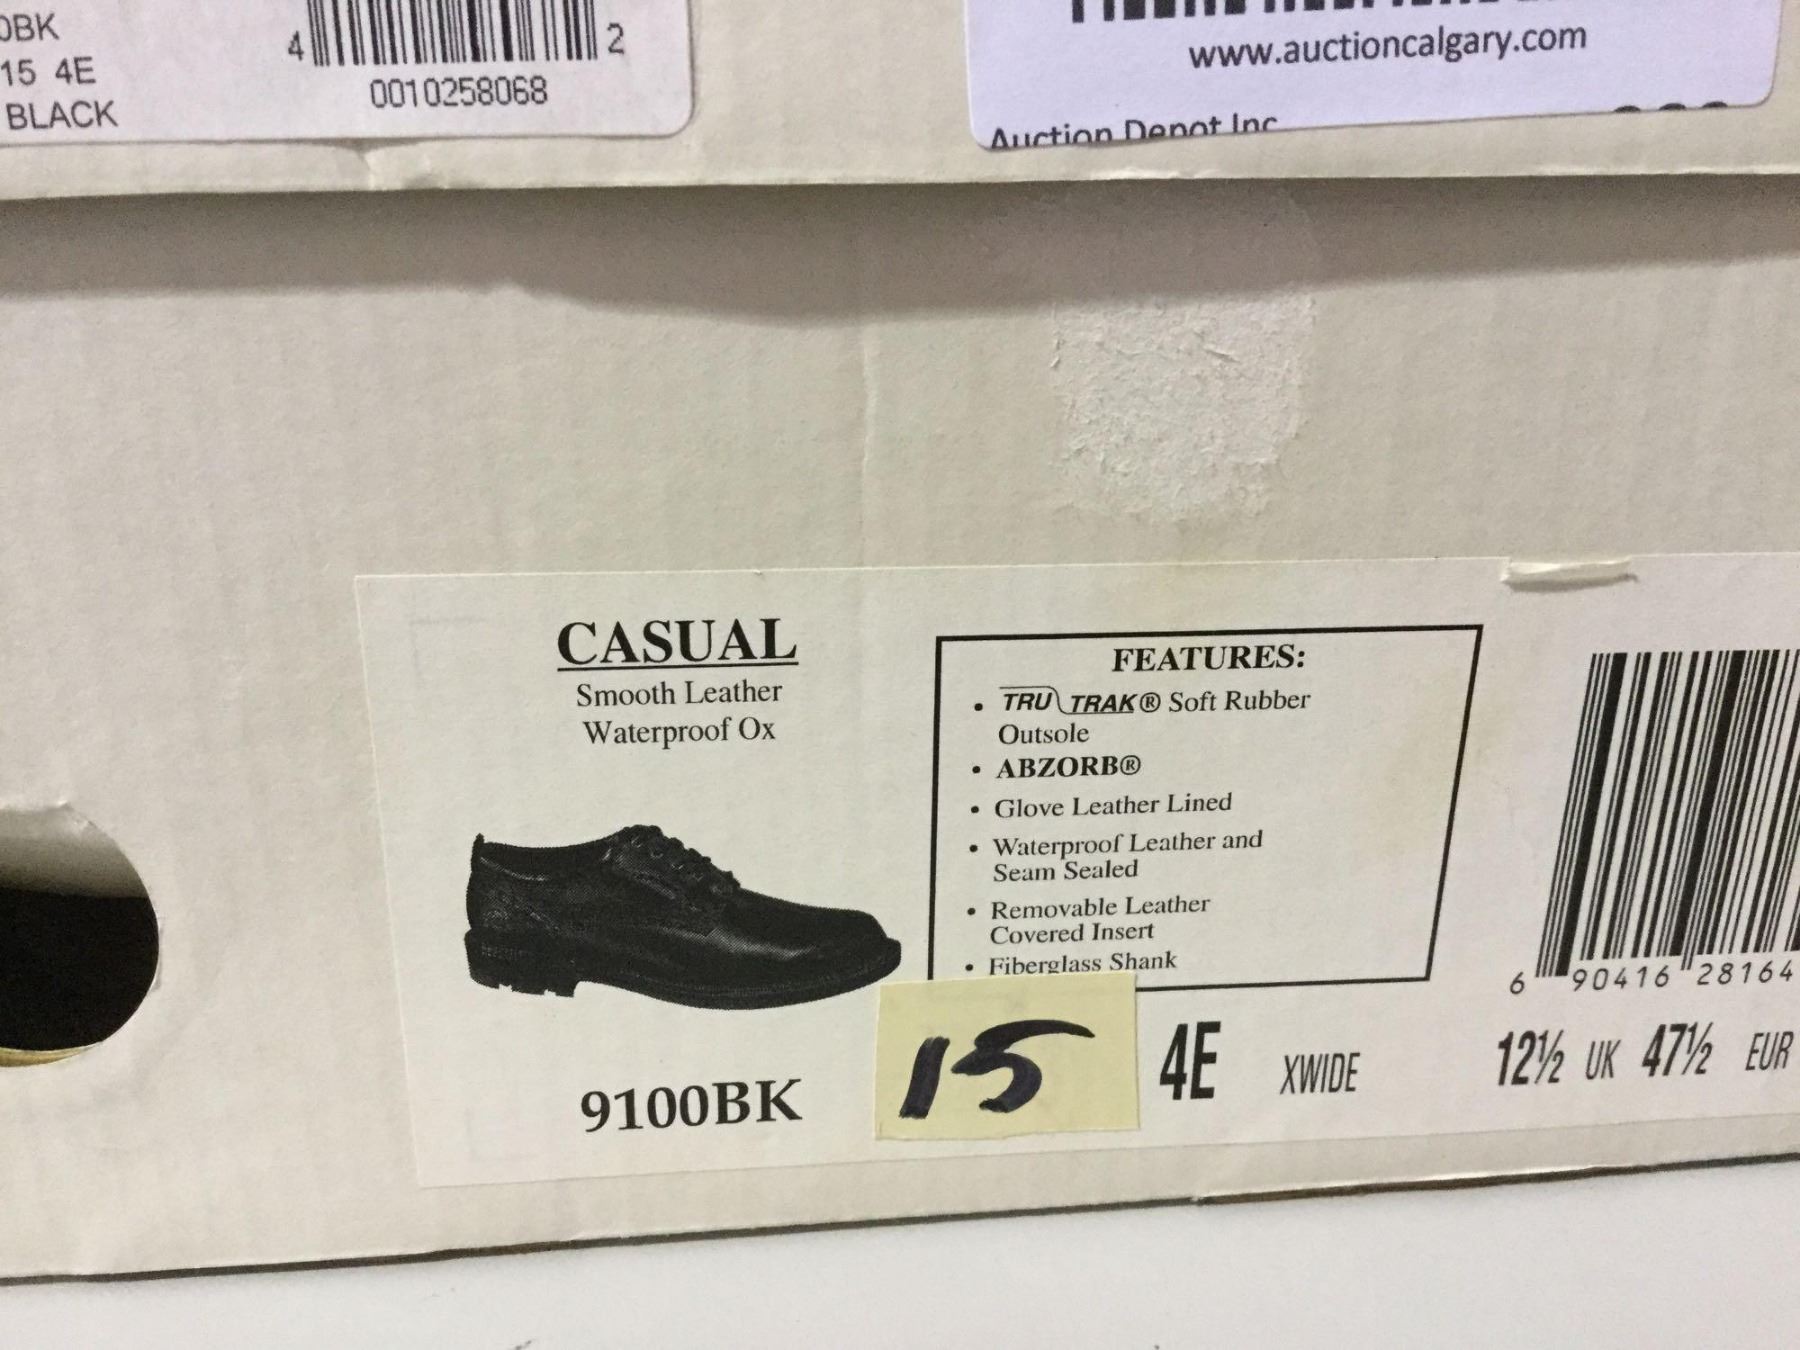 0BK
15 4E
BLACK
4 2
0010258068
www.auctioncalgary.com
Auction Depot Inc
CASUAL
Smooth Leather
Waterproof Ox
9100BK
FEATURES:
• TRU TRAK® Soft Rubber
Outsole
• ABZORB®
• Glove Leather Lined
• Waterproof Leather and
Seam Sealed
• Removable Leather
Covered Insert
• Fiberglass Shank
15
4E XWIDE
6 90416 28164
12½ UK 47½ EUR